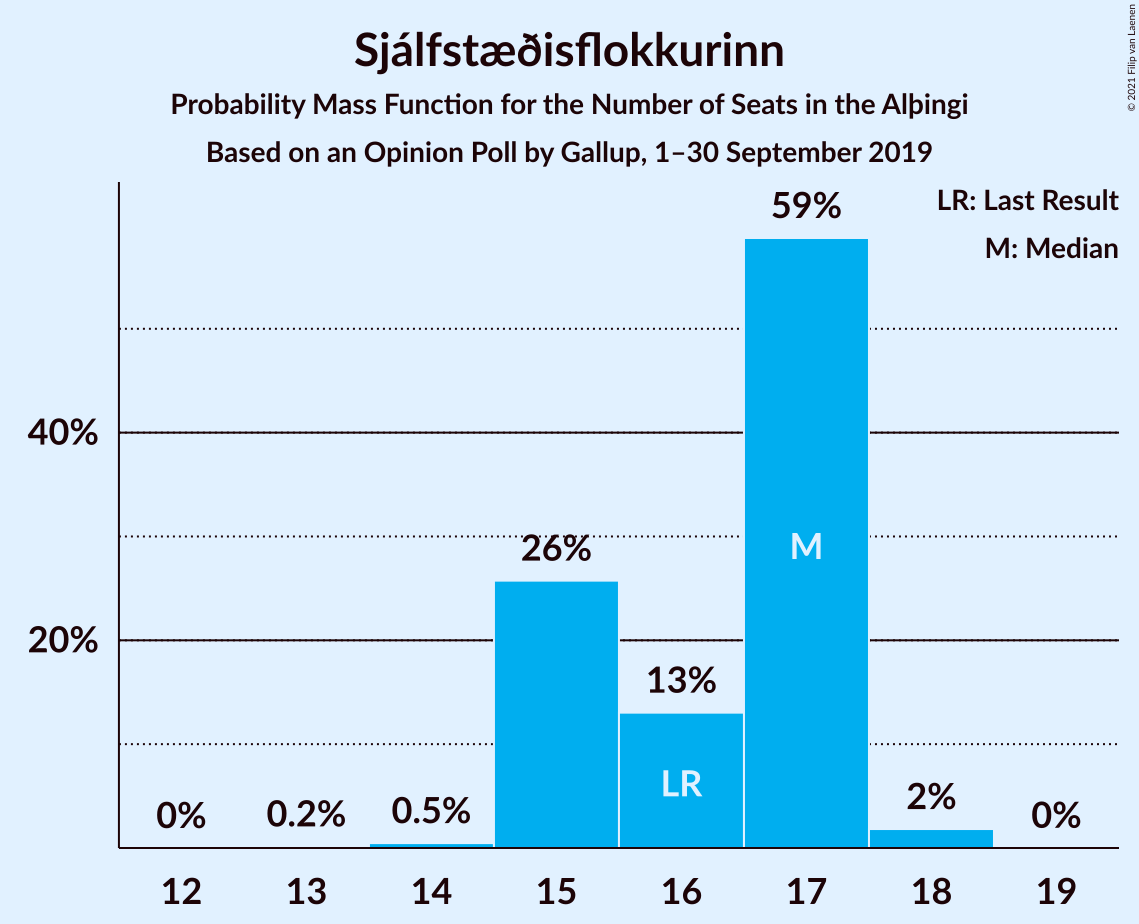 Sjálfstæðisflokkurinn
Probability Mass Function for the Number of Seats in the Alþingi
Based on an Opinion Poll by Gallup, 1–30 September 2019
© 2021 Filip van Laenen
LR: Last Result
M: Median
59%
40%
26%
M
20%
13%
LR
0%
0.2%
0.5%
2%
0%
12 13 14 15 16 17 18 19